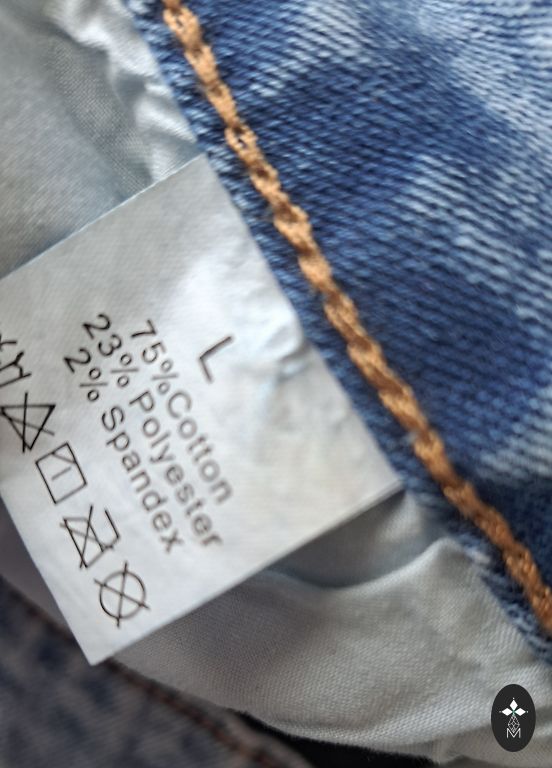 L
75%Cotton
23% Polyester
2% Spandex